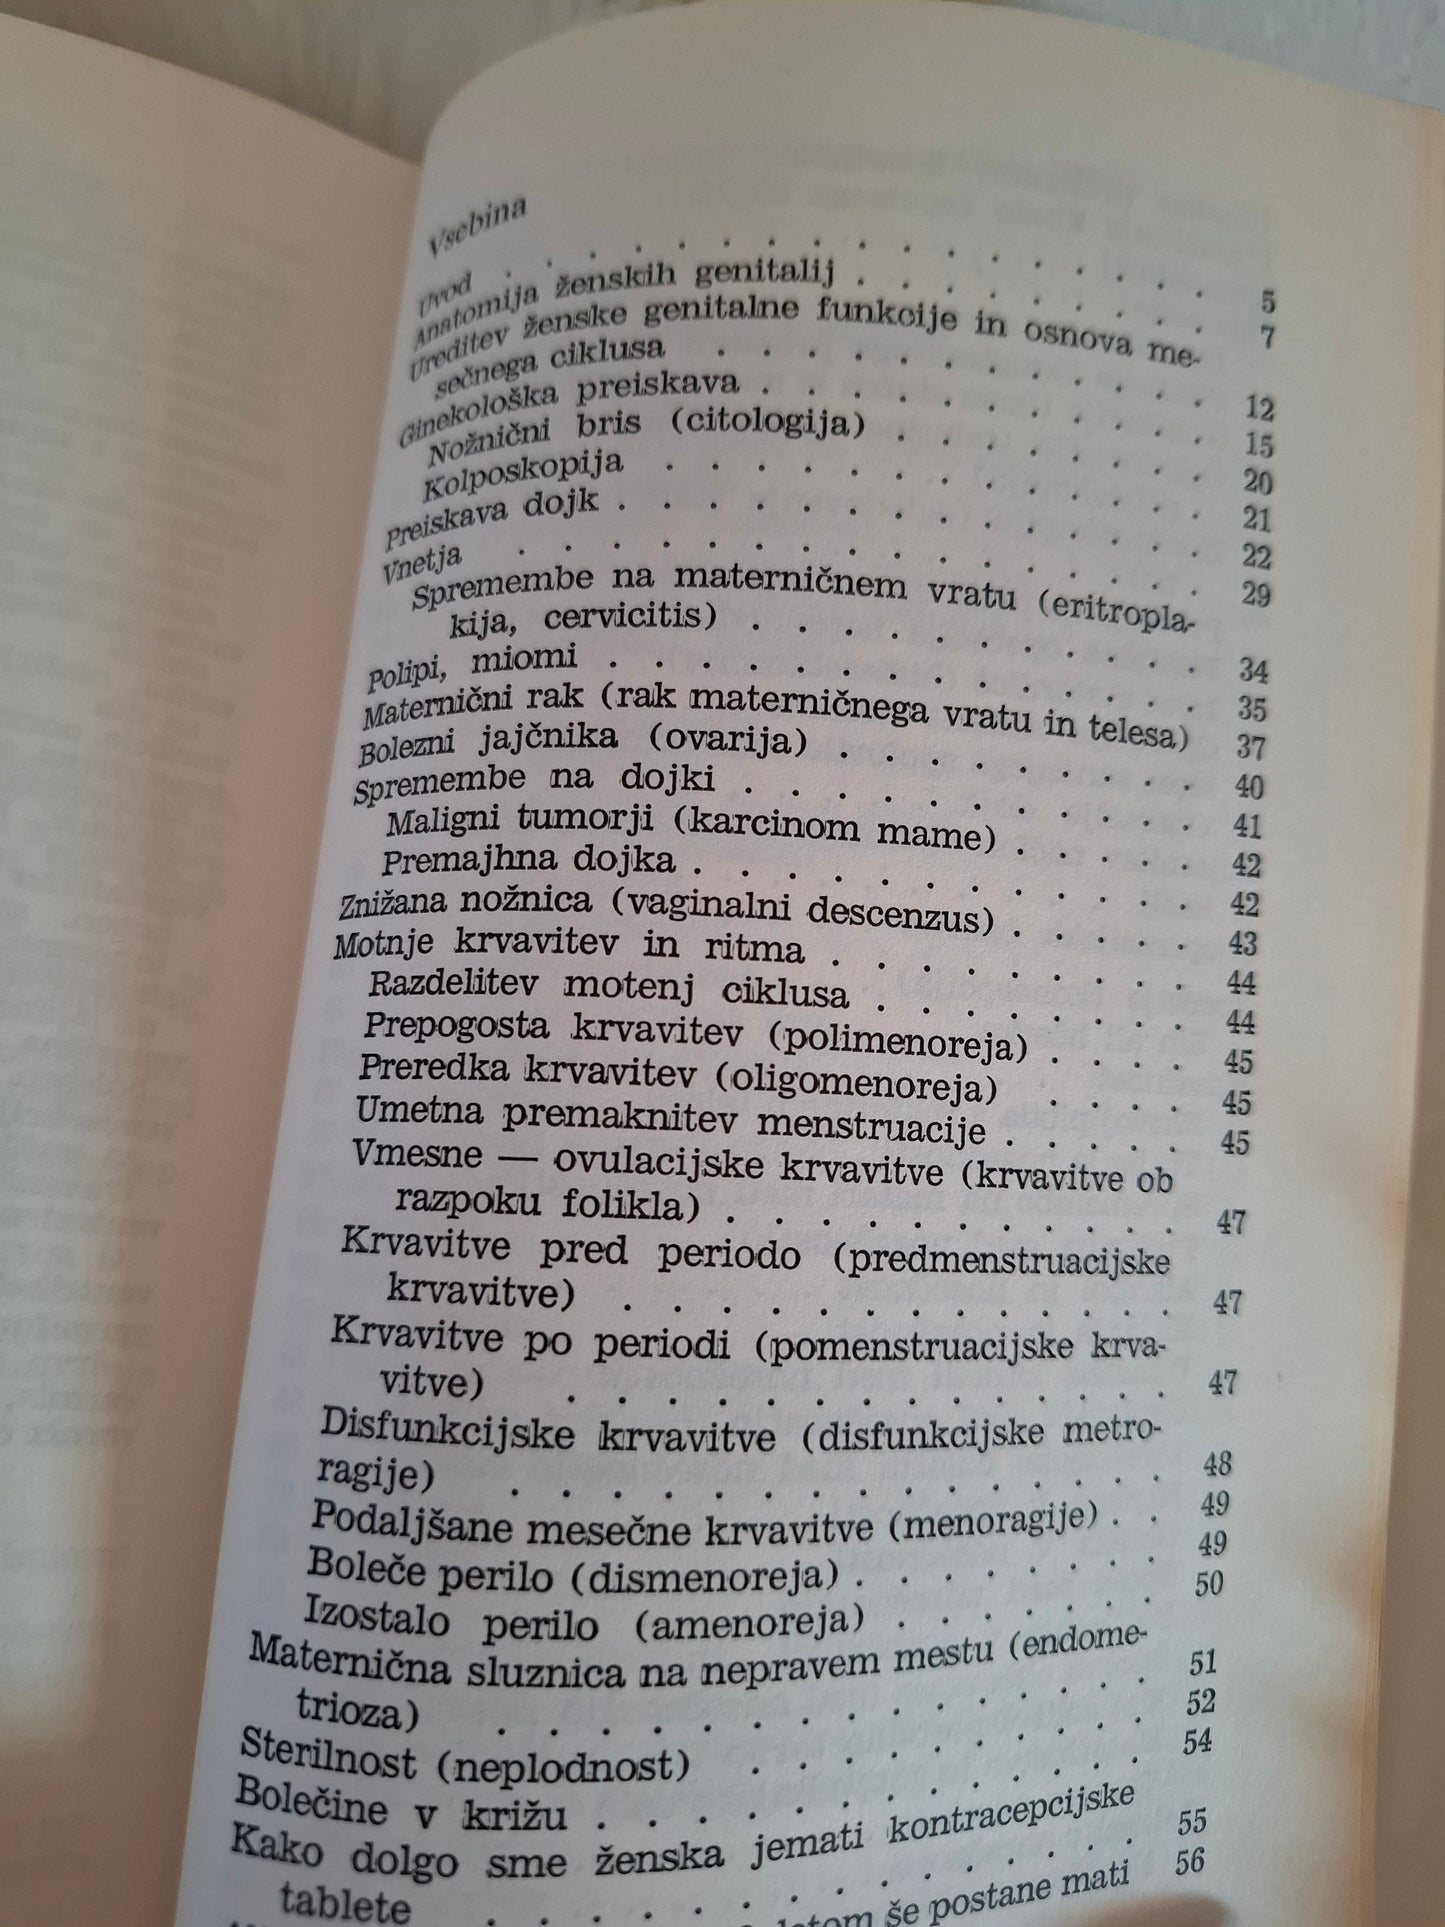 Vsebina
Uvod . . . . . . . . . . . . . . . . . 5
Anatomija ženskih genitalij . . . . . . . . 7
Ureditev ženske genitalne funkcije in osnova me-
sečnega ciklusa . . . . . . . . . . . . 12
Ginekološka preiskava . . . . . . . . . . . 15
Nožnični bris (citologija) . . . . . . . . 20
Kolposkopija . . . . . . . . . . . . . 21
Preiskava dojk . . . . . . . . . . . . . . 22
Vnetja . . . . . . . . . . . . . . . . 29
Spremembe na materničnem vratu (eritropla-
kija, cervicitis) . . . . . . . . . . . 34
Polipi, miomi . . . . . . . . . . . . . . 35
Maternični rak (rak materničnega vratu in telesa) 37
Bolezni jajčnika (ovarija) . . . . . . . . . 40
Spremembe na dojki . . . . . . . . . . . 41
Maligni tumorji (karcinom mame) . . . . . 42
Premajhna dojka . . . . . . . . . . . . 42
Znižana nožnica (vaginalni descenzus) . . . . . 43
Motnje krvavitev in ritma . . . . . . . . . 44
Razdelitev motenj ciklusa . . . . . . . . 44
Prepogosta krvavitev (polimenoreja) . . . . 45
Preredka krvavitev (oligomenoreja) . . . . 45
Umetna premaknitev menstruacije . . . . . 45
Vmesne — ovulacijske krvavitve (krvavitve ob
razpoku folikla) . . . . . . . . . . 47
Krvavitve pred periodo (predmenstruacijske
krvavitve) . . . . . . . . . . . . 47
Krvavitve po periodi (pomenstruacijske krva-
vitve) . . . . . . . . . . . . . 47
Disfunkcijske krvavitve (disfunkcijske metro-
ragije) . . . . . . . . . . . . . . 48
Podaljšane mesečne krvavitve (menoragije) . . 49
Boleče perilo (dismenoreja) . . . . . . . 49
Izostalo perilo (amenoreja) . . . . . . 50
Maternična sluznica na nepravem mestu (endome-
trioza) . . . . . . . . . . . . . 51
Sterilnost (neplodnost) . . . . . . . . . 52
Bolečine v križu . . . . . . . . . . . . 54
Kako dolgo sme ženska jemati kontracepcijske
tablete . . . . . . . . . . . . . 55
letom še postane mati 56